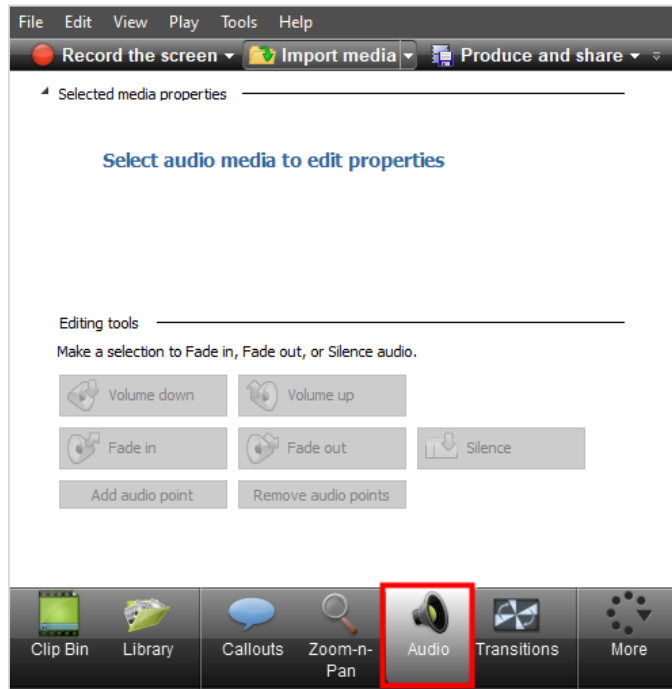 File Edit View Play Tools Help
Record the screen Import media Produce and share
Selected media properties
Select audio media to edit properties
Editing tools
Make a selection to Fade in, Fade out, or Silence audio.
Volume down Volume up
Fade in Fade out Silence
Add audio point Remove audio points
Clip Bin Library Callouts Zoom-n- Audio Transitions More
Pan